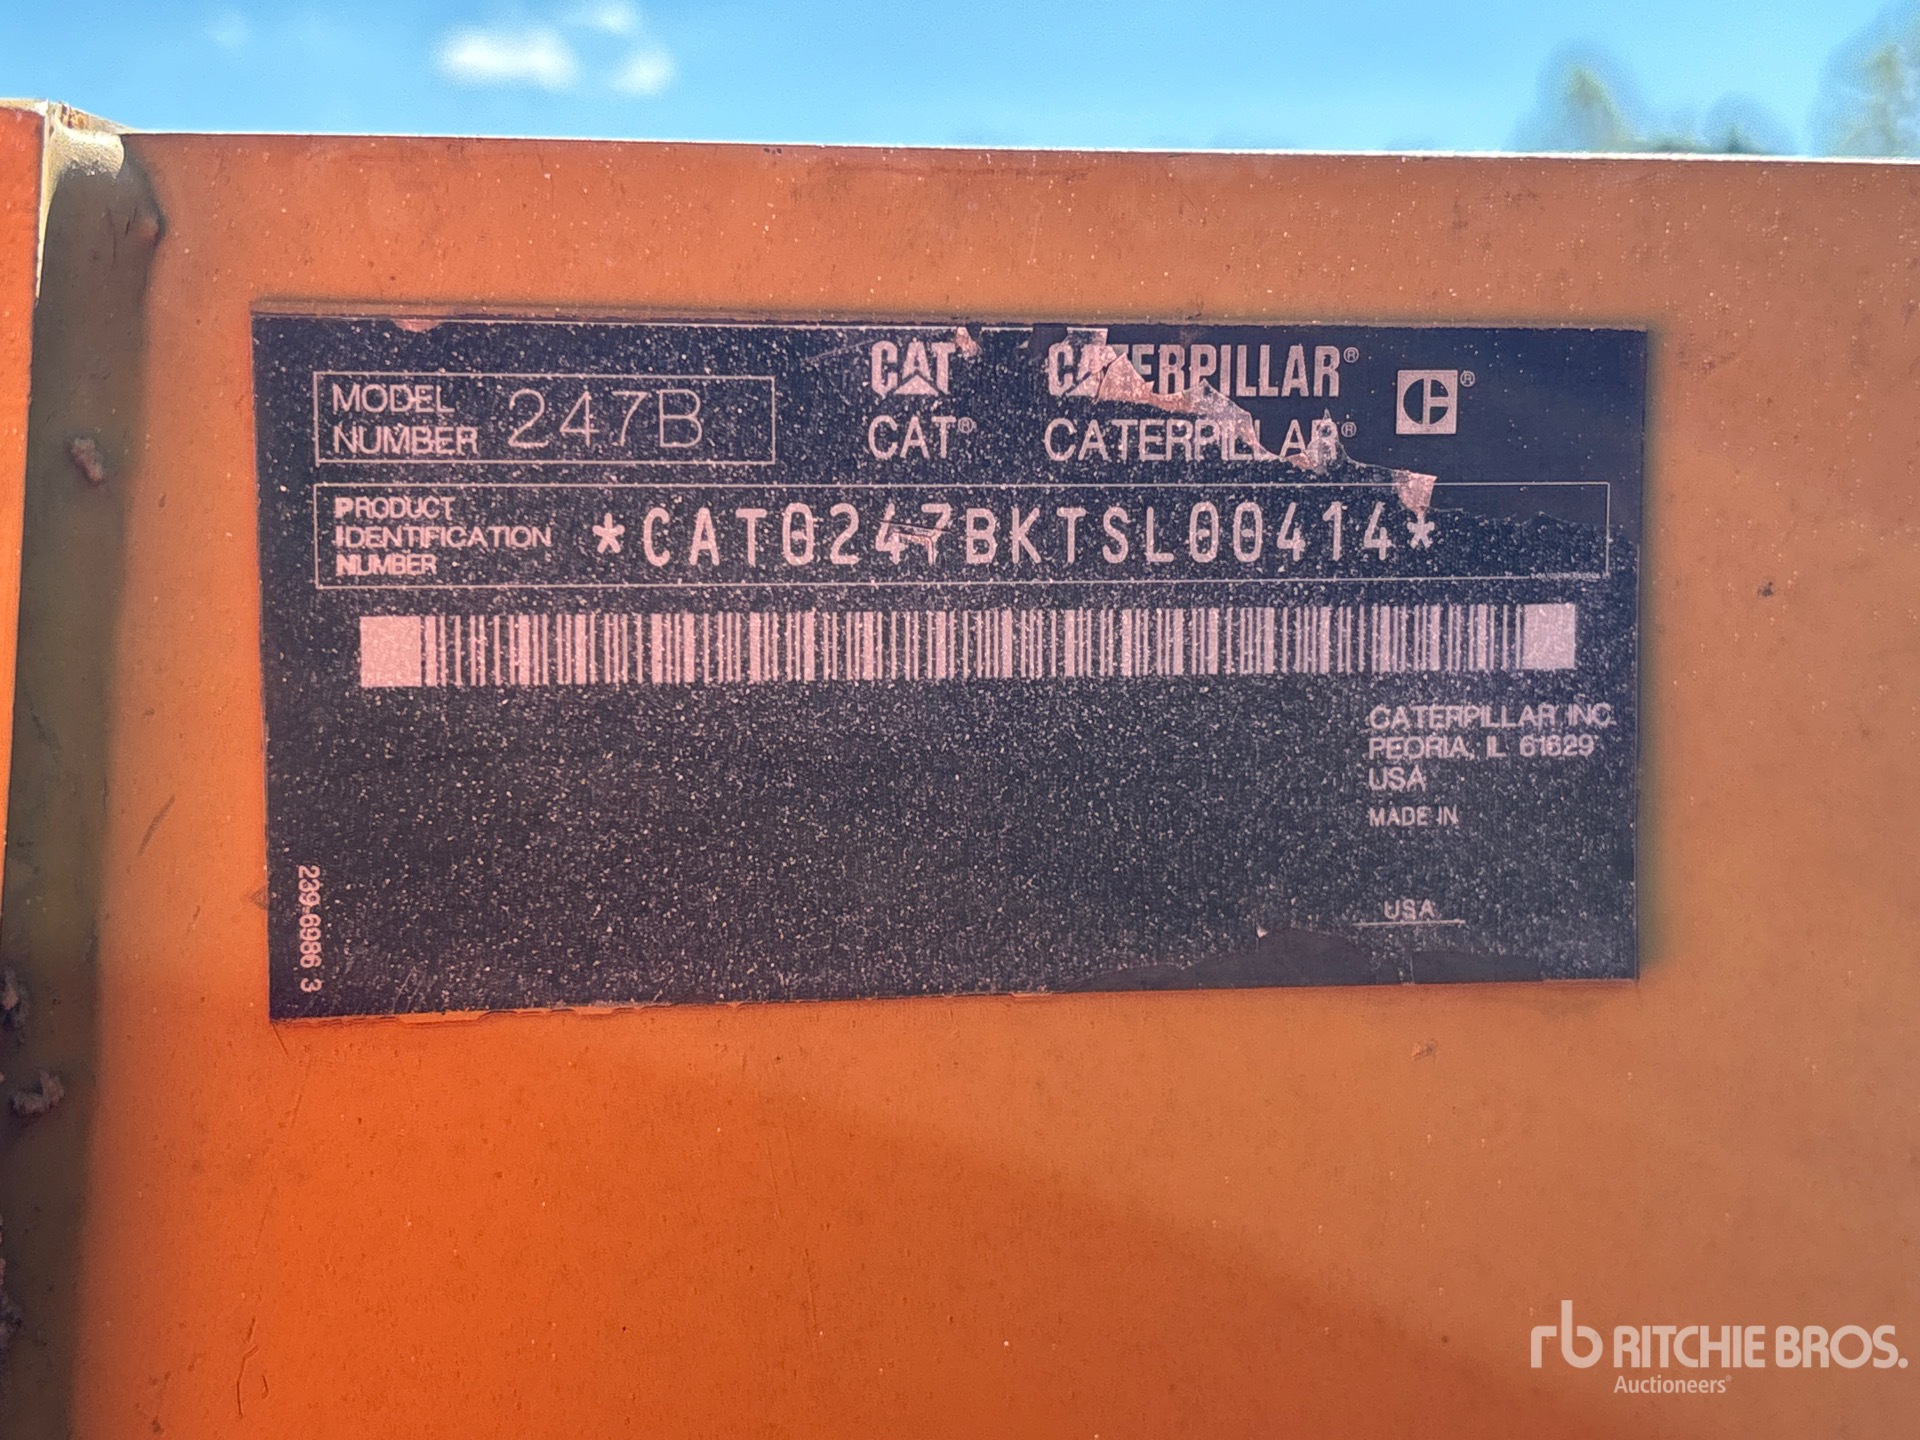 MODEL
NUMBER 247B
CAT CATERPILLAR®
CAT® CATERPILLAR®
®
PRODUCT
IDENTIFICATION
NUMBER
*CAT0247BKTSL00414*
CATERPILLAR INC.
PEORIA, IL 61629
USA
MADE IN
USA
239-6986 3
rb RITCHIE BROS.
Auctioneers®